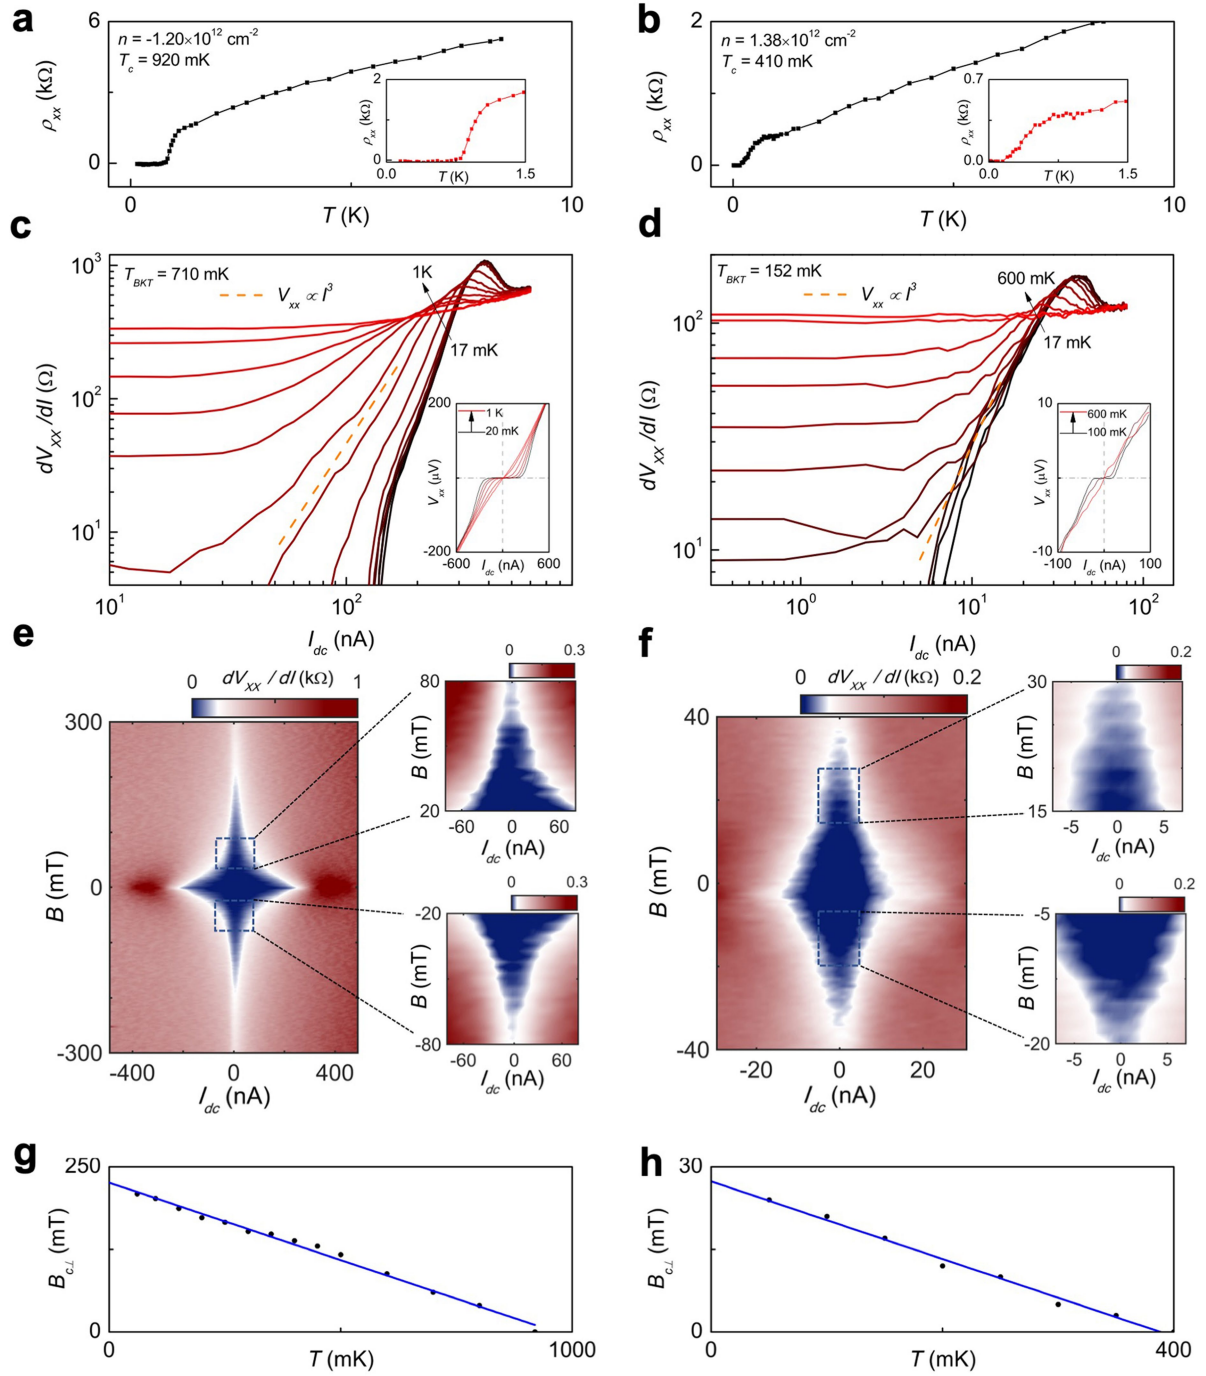 a
6
n = -1.20×10¹² cm⁻²
T_c = 920 mK
ρ_xx (kΩ)
0
0
10
T (K)
2
ρ_xx (kΩ)
0
0.0
T (K)
1.5
b
2
n = 1.38×10¹² cm⁻²
T_c = 410 mK
ρ_xx (kΩ)
0
0
10
T (K)
0.7
ρ_xx (kΩ)
0.0
0.0
T (K)
1.5
c
10³
T_BKT = 710 mK
V_xx ∝ I³
1K
17 mK
dV_XX/dI (Ω)
10²
10¹
10¹
10²
I_dc (nA)
200
1 K
20 mK
V_xx (μV)
-200
-600
0
600
I_dc (nA)
d
T_BKT = 152 mK
V_xx ∝ I³
600 mK
17 mK
dV_XX/dI (Ω)
10²
10¹
10⁰
10¹
10²
I_dc (nA)
10
600 mK
100 mK
V_xx (μV)
-10
-100
0
100
I_dc (nA)
e
0
dV_XX / dI (kΩ)
1
300
B (mT)
0
-300
-400
0
400
I_dc (nA)
0
0.3
80
B (mT)
20
-60
0
60
I_dc (nA)
0
0.3
-20
B (mT)
-80
-60
0
60
I_dc (nA)
f
0
dV_XX / dI (kΩ)
0.2
40
B (mT)
0
-40
-20
0
20
I_dc (nA)
0
0.2
30
B (mT)
15
-5
0
5
I_dc (nA)
0
0.2
-5
B (mT)
-20
-5
0
5
I_dc (nA)
g
250
B_c⊥ (mT)
0
0
T (mK)
1000
h
30
B_c⊥ (mT)
0
0
T (mK)
400